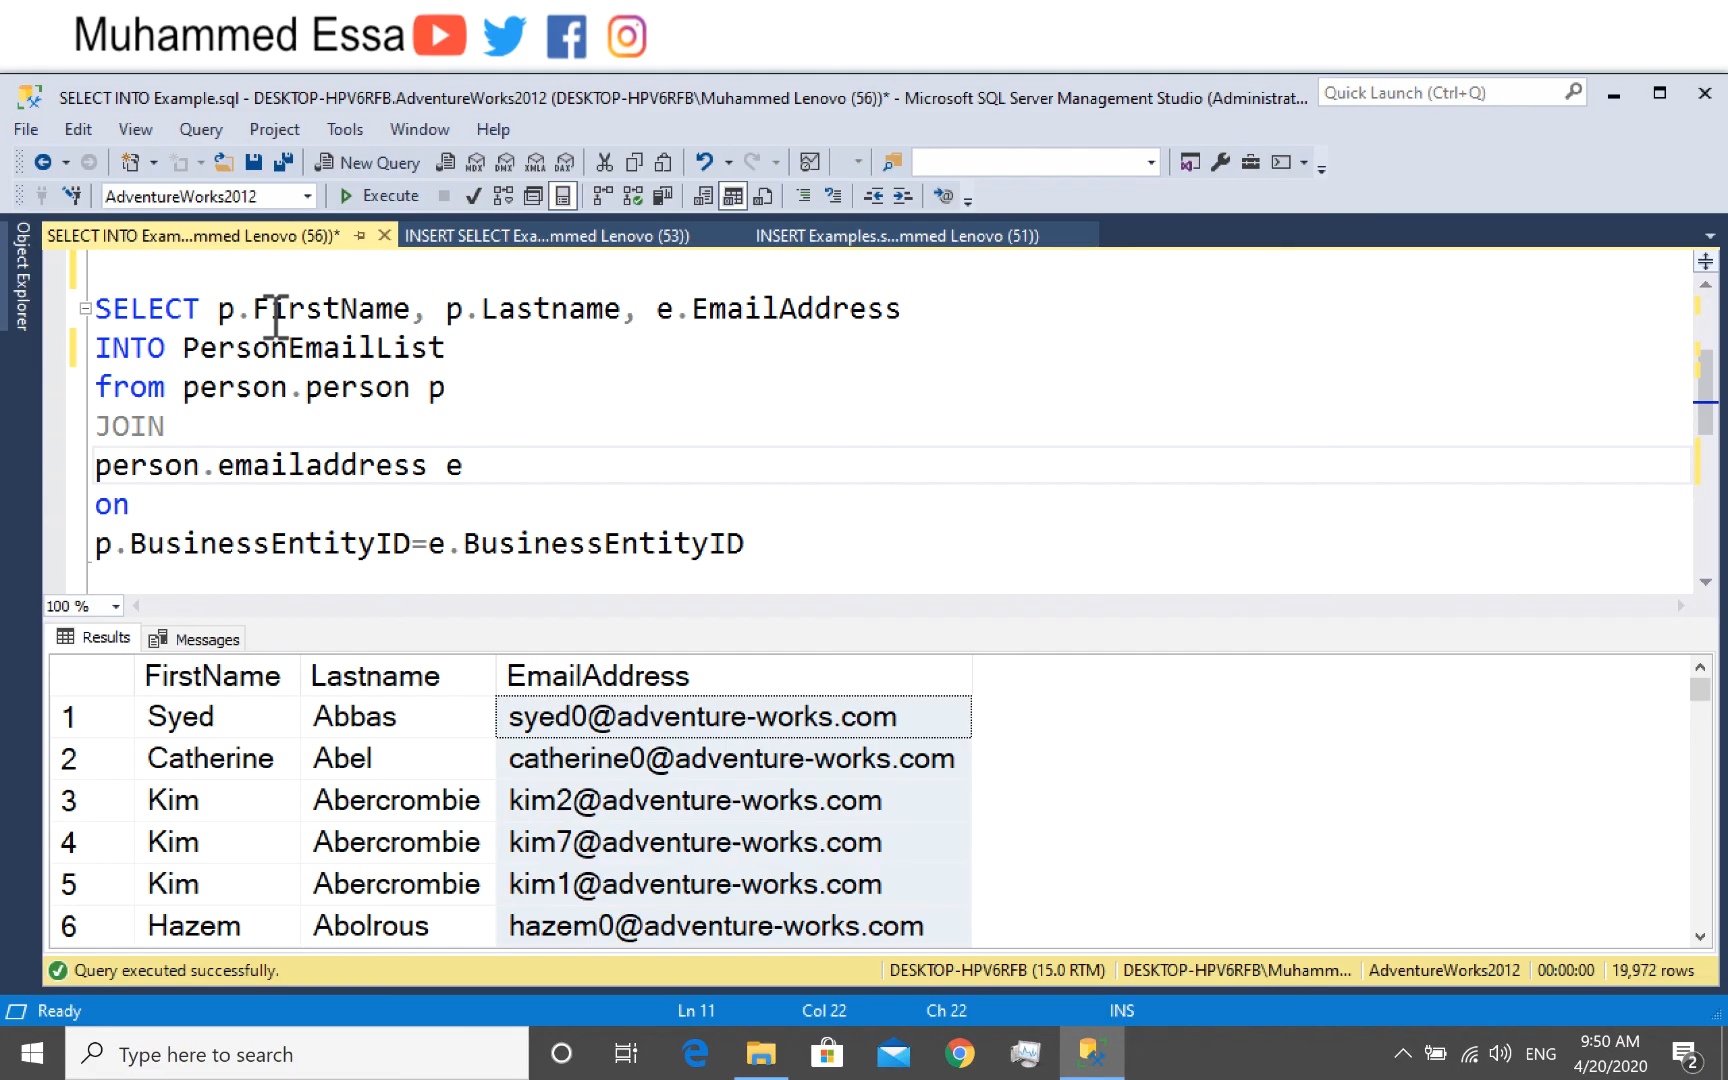 Muhammed Essa
SELECT INTO Example.sql - DESKTOP-HPV6RFB.AdventureWorks2012 (DESKTOP-HPV6RFB\Muhammed Lenovo (56))* - Microsoft SQL Server Management Studio (Administrat...
Quick Launch (Ctrl+Q)
File Edit View Query Project Tools Window Help
New Query MDX DMX XMLA DAX
AdventureWorks2012 Execute
SELECT INTO Exam...mmed Lenovo (56))* INSERT SELECT Exa...mmed Lenovo (53)) INSERT Examples.s...mmed Lenovo (51))
Object Explorer
SELECT p.FirstName, p.Lastname, e.EmailAddress
INTO PersonEmailList
from person.person p
JOIN
person.emailaddress e
on
p.BusinessEntityID=e.BusinessEntityID
100 %
Results Messages
FirstName Lastname EmailAddress
1 Syed Abbas syed0@adventure-works.com
2 Catherine Abel catherine0@adventure-works.com
3 Kim Abercrombie kim2@adventure-works.com
4 Kim Abercrombie kim7@adventure-works.com
5 Kim Abercrombie kim1@adventure-works.com
6 Hazem Abolrous hazem0@adventure-works.com
Query executed successfully. DESKTOP-HPV6RFB (15.0 RTM) DESKTOP-HPV6RFB\Muhamm... AdventureWorks2012 00:00:00 19,972 rows
Ready Ln 11 Col 22 Ch 22 INS
Type here to search
ENG
9:50 AM
4/20/2020
2